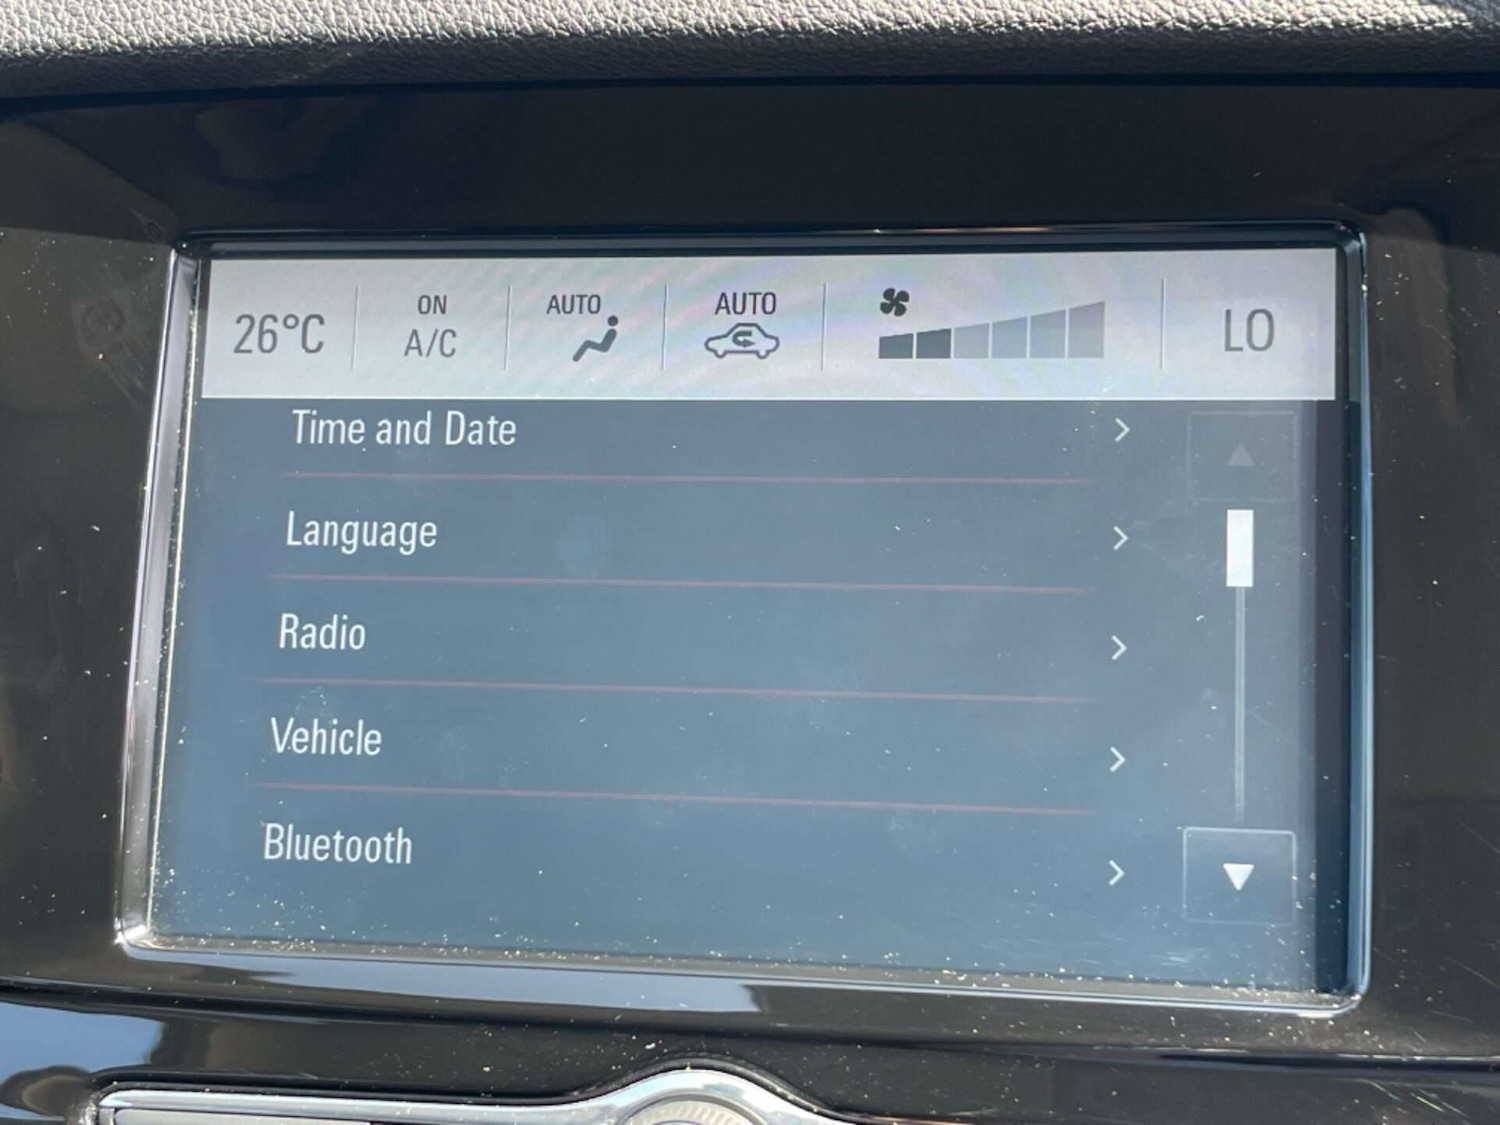 26°C ON A/C AUTO AUTO LO
Time and Date
Language
Radio
Vehicle
Bluetooth